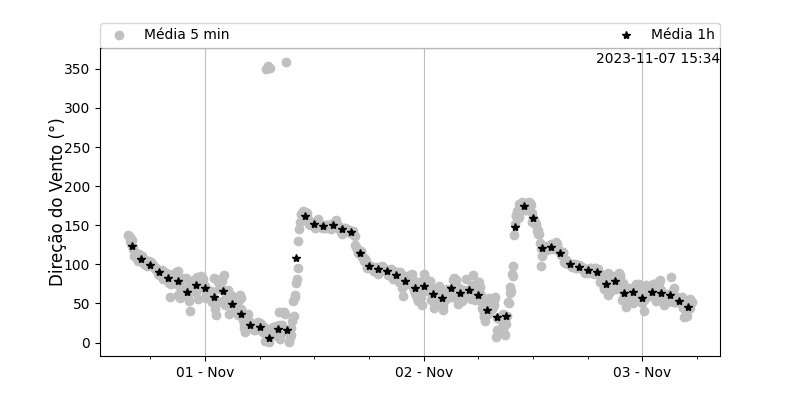 Média 5 min
Média 1h
2023-11-07 15:34
Direção do Vento (°)
350
300
250
200
150
100
50
0
01 - Nov
02 - Nov
03 - Nov